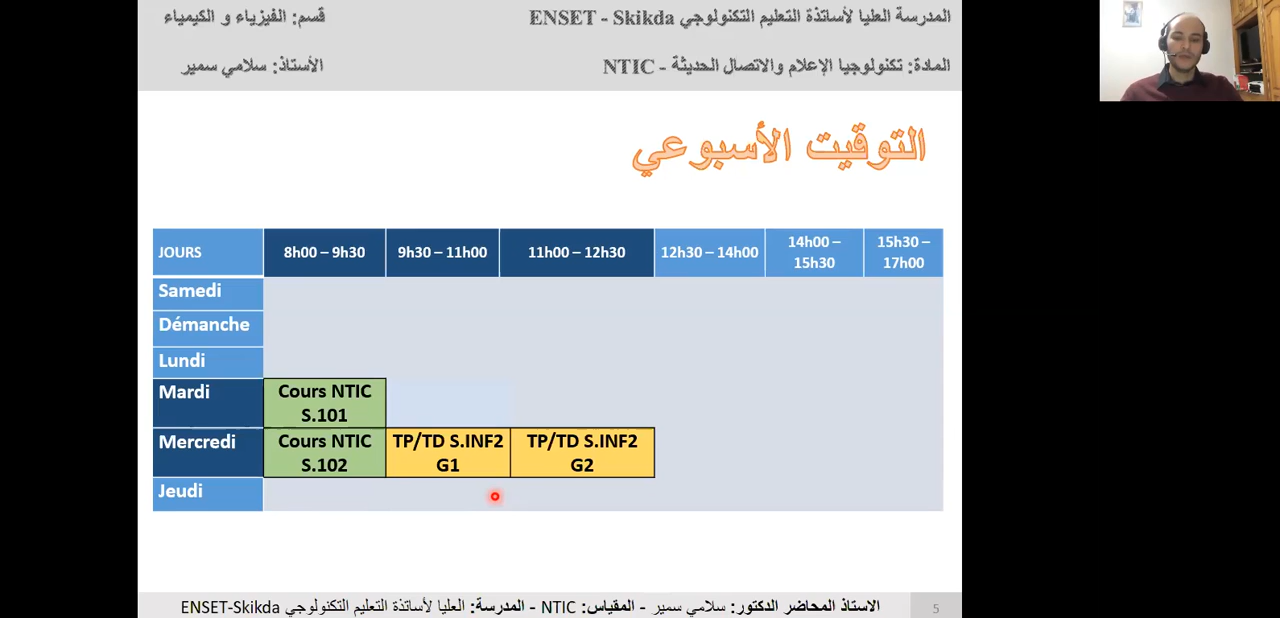 المدرسة العليا لأساتذة التعليم التكنولوجي ENSET - Skikda
قسم: الفيزياء و الكيمياء
المادة: تكنولوجيا الإعلام والاتصال الحديثة - NTIC
الأستاذ: سلامي سمير
التوقيت الأسبوعي
JOURS 8h00 – 9h30 9h30 – 11h00 11h00 – 12h30 12h30 – 14h00 14h00 – 15h30 15h30 – 17h00
Samedi
Démanche
Lundi
Mardi
Cours NTIC
S.101
Mercredi
Cours NTIC
S.102
TP/TD S.INF2
G1
TP/TD S.INF2
G2
Jeudi
الاستاذ المحاضر الدكتور: سلامي سمير - المقياس: NTIC - المدرسة: العليا لأساتذة التعليم التكنولوجي ENSET-Skikda
5